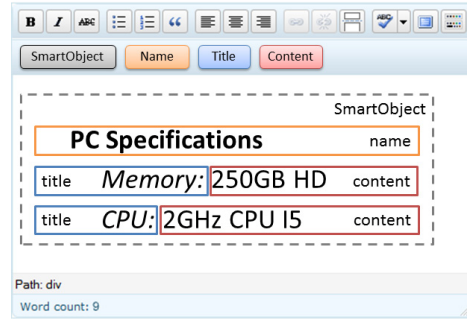 B I ABC
SmartObject Name Title Content
SmartObject
PC Specifications name
title Memory: 250GB HD content
title CPU: 2GHz CPU I5 content
Path: div
Word count: 9